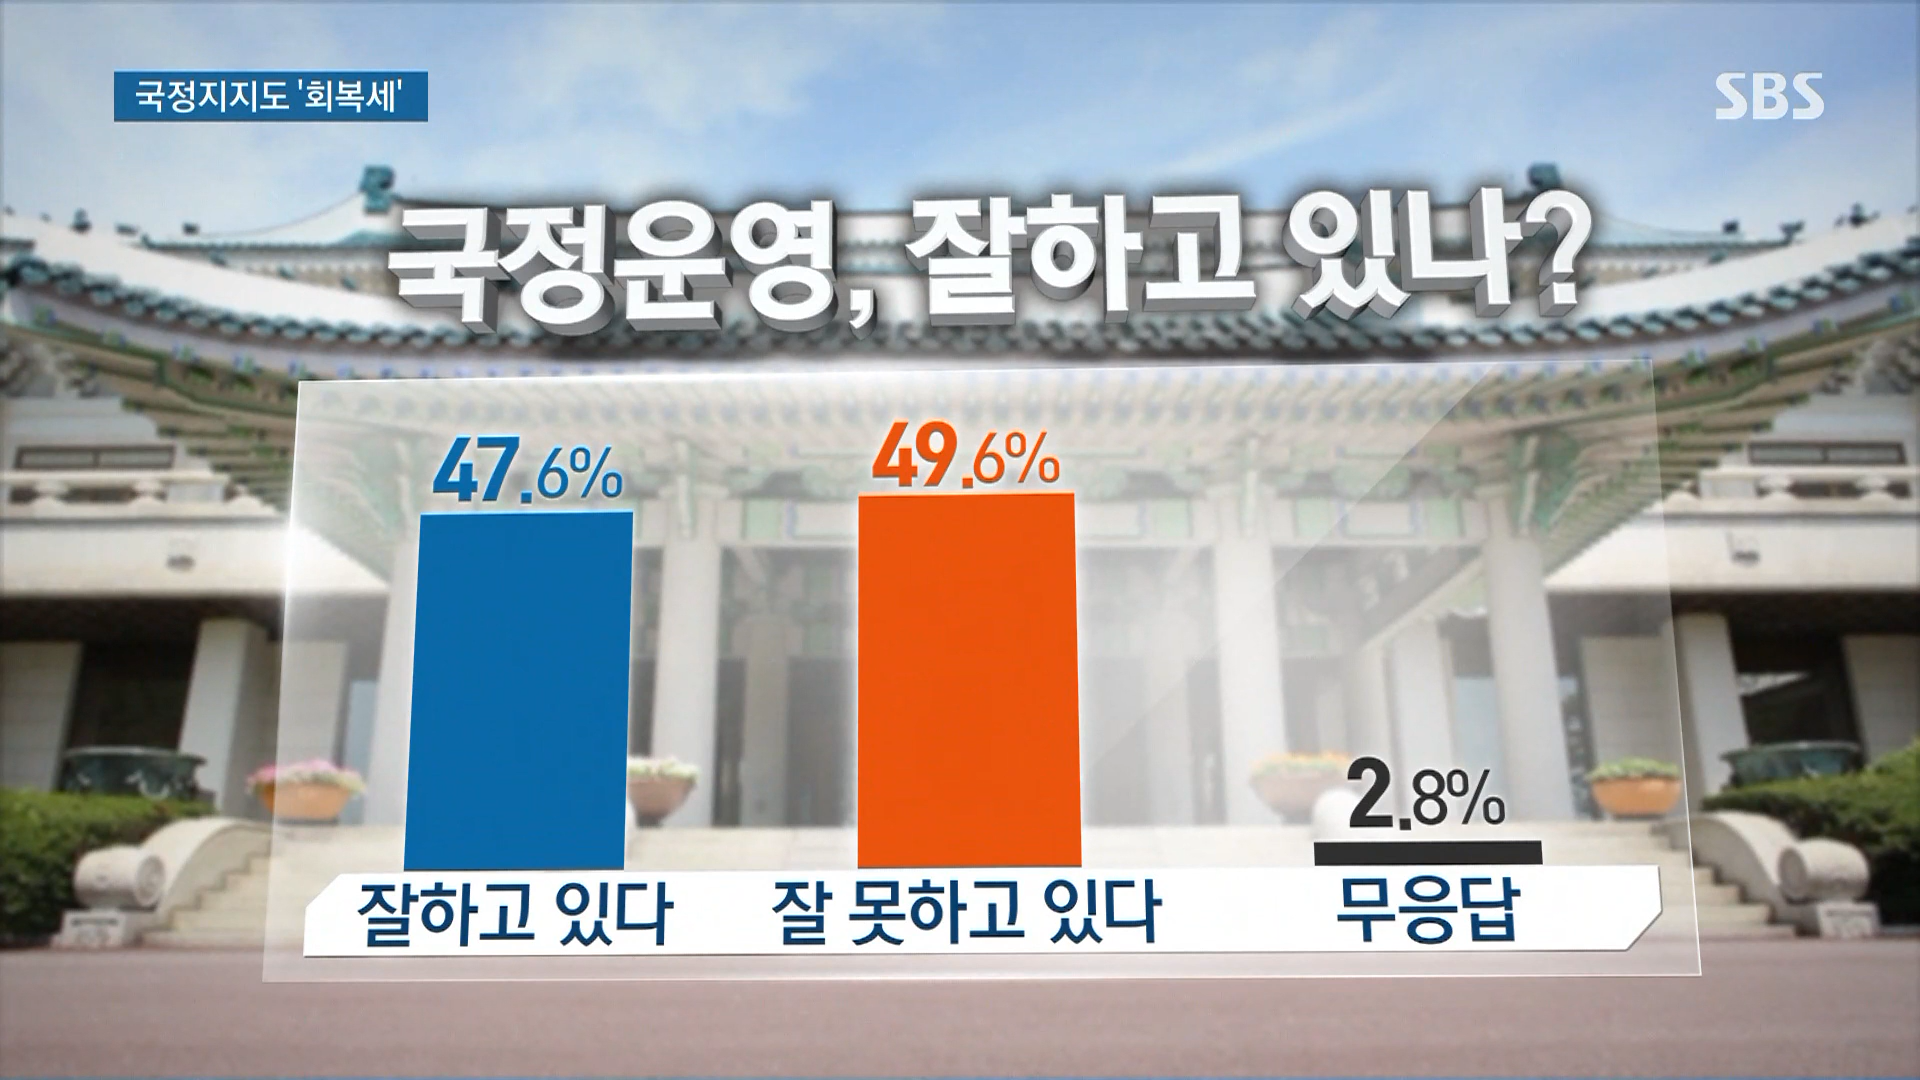 국정지지도 '회복세'
SBS
국정운영, 잘하고 있나?
47.6%
49.6%
2.8%
잘하고 있다
잘 못하고 있다
무응답